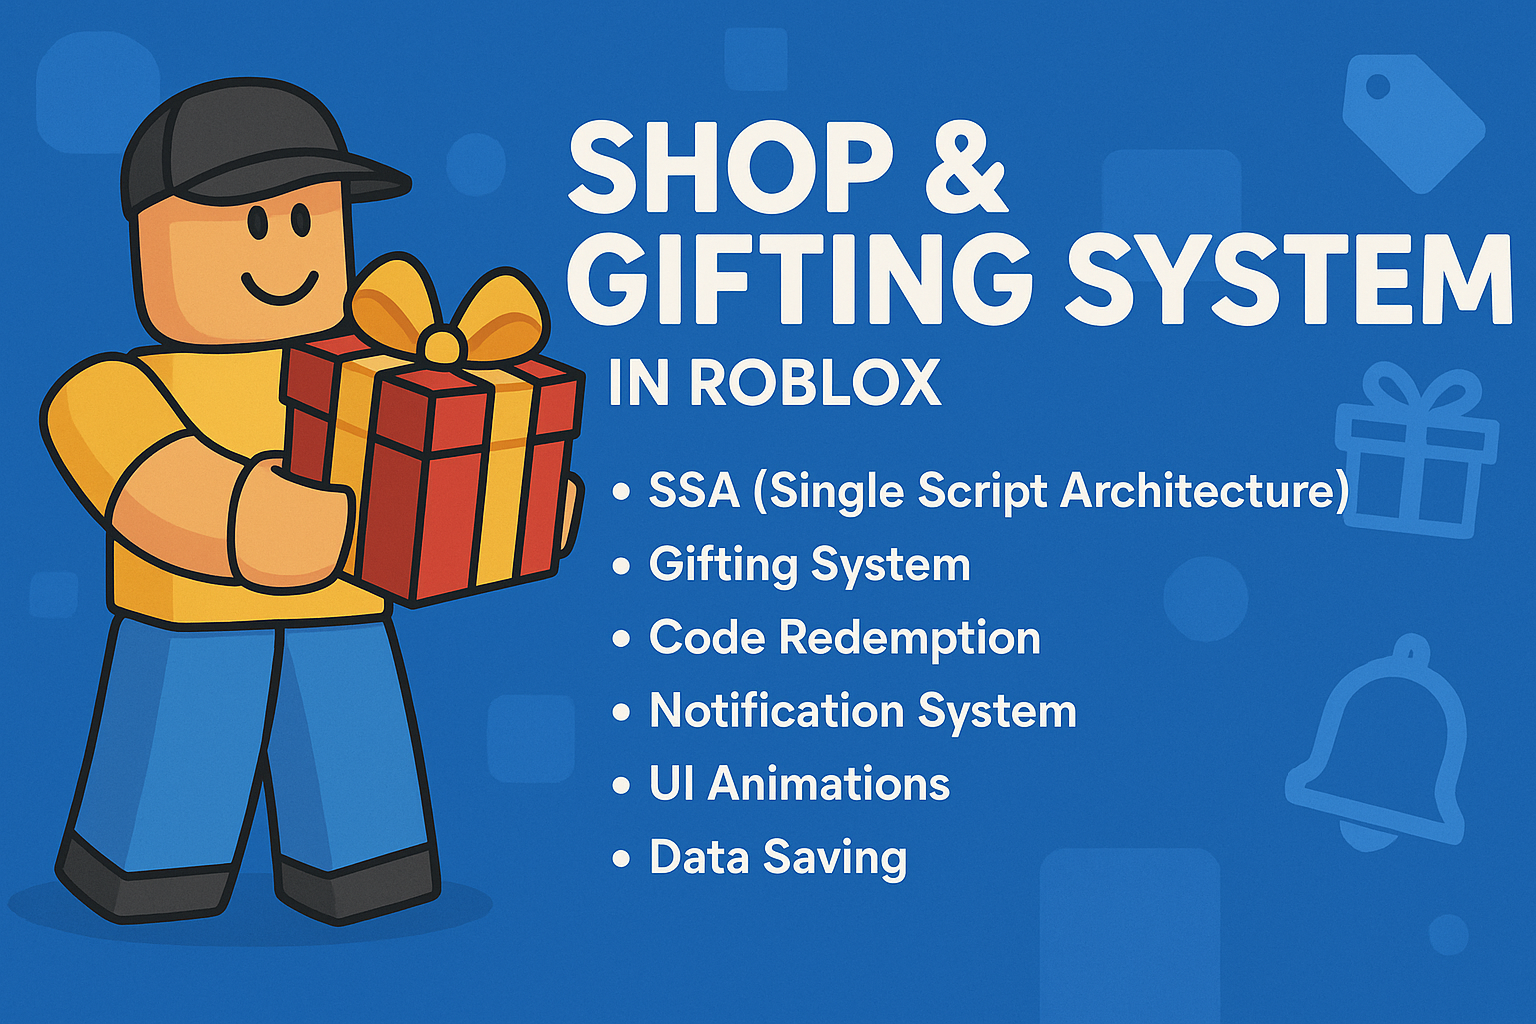 SHOP &
GIFTING SYSTEM
IN ROBLOX
• SSA (Single Script Architecture)
• Gifting System
• Code Redemption
• Notification System
• UI Animations
• Data Saving